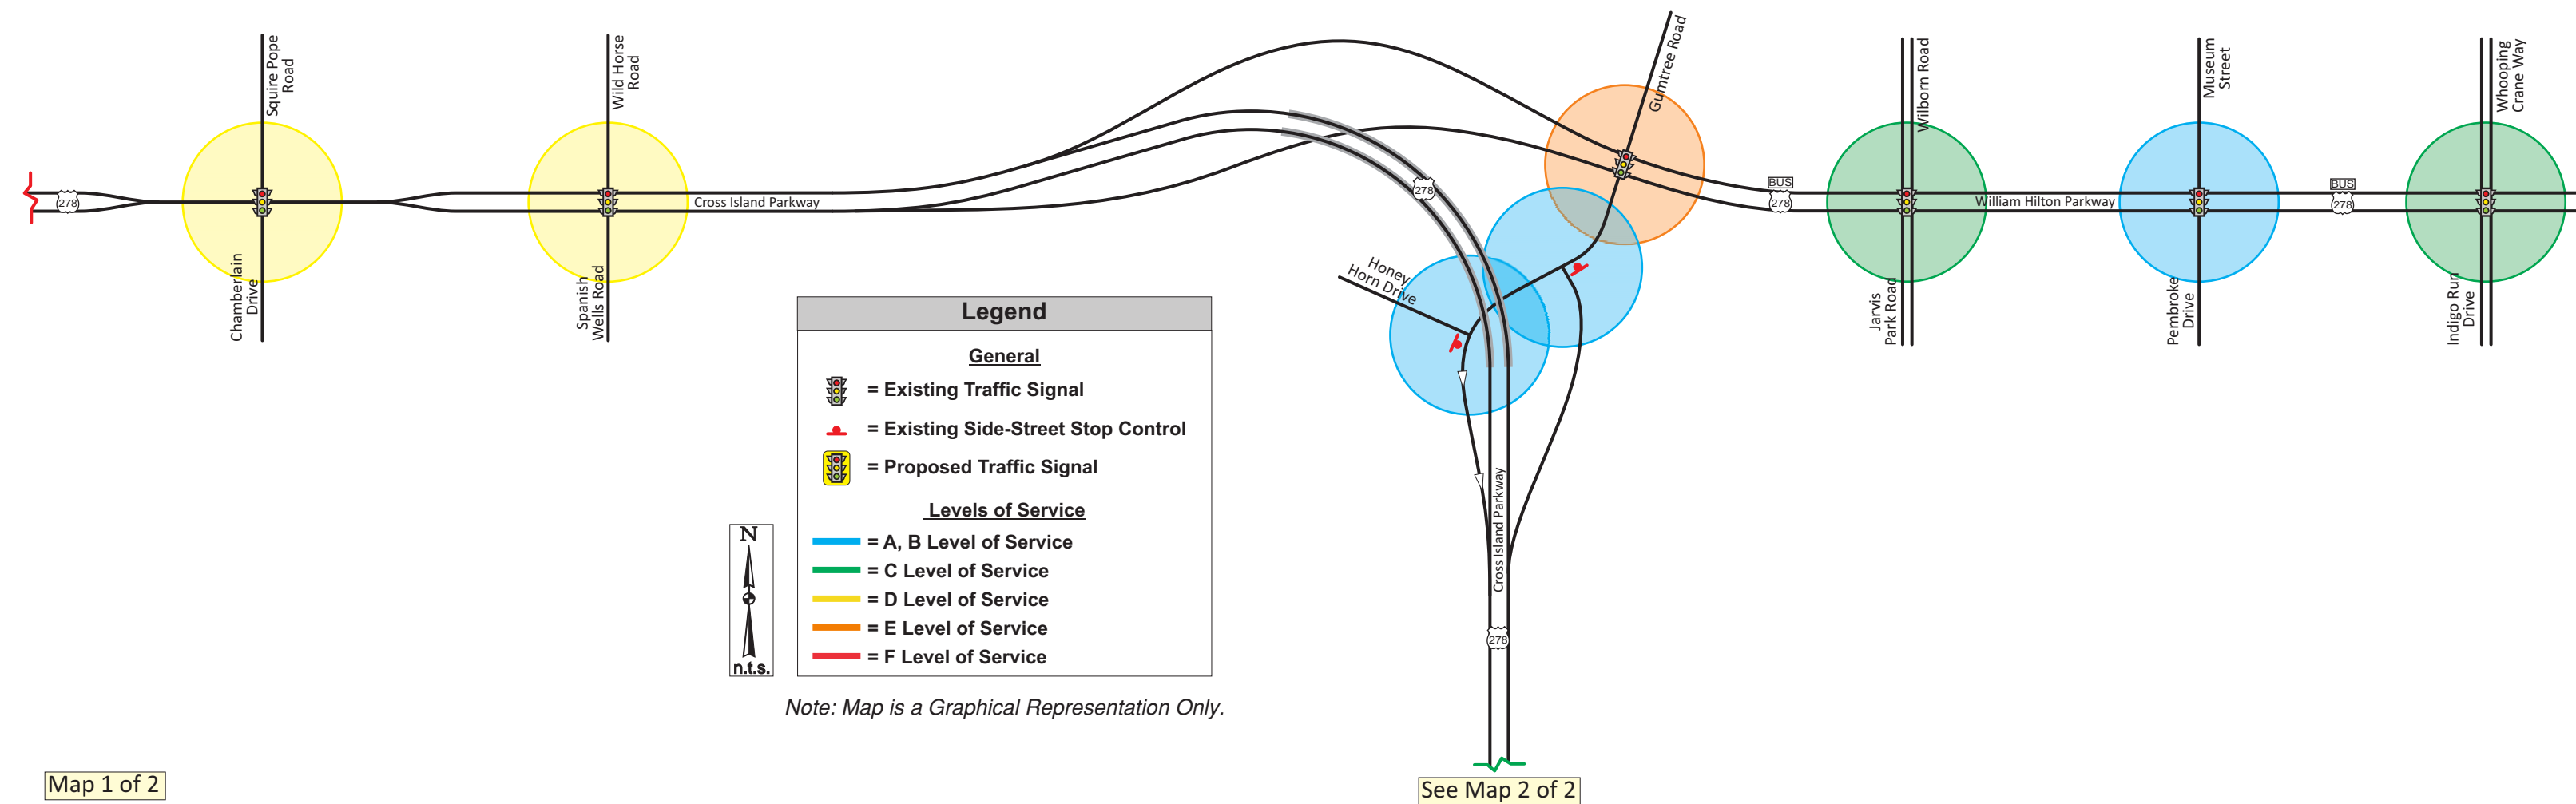 Squire Pope
Road
Chamberlain
Drive
278
Wild Horse
Road
Spanish
Wells Road
Cross Island Parkway
278
Honey
Horn Drive
Gumtree Road
BUS
278
Wilborn Road
Jarvis
Park Road
William Hilton Parkway
Museum
Street
Pembroke
Drive
BUS
278
Whooping
Crane Way
Indigo Run
Drive
Cross Island Parkway
278
Legend
General
= Existing Traffic Signal
= Existing Side-Street Stop Control
= Proposed Traffic Signal
Levels of Service
= A, B Level of Service
= C Level of Service
= D Level of Service
= E Level of Service
= F Level of Service
N
n.t.s.
Note: Map is a Graphical Representation Only.
Map 1 of 2
See Map 2 of 2